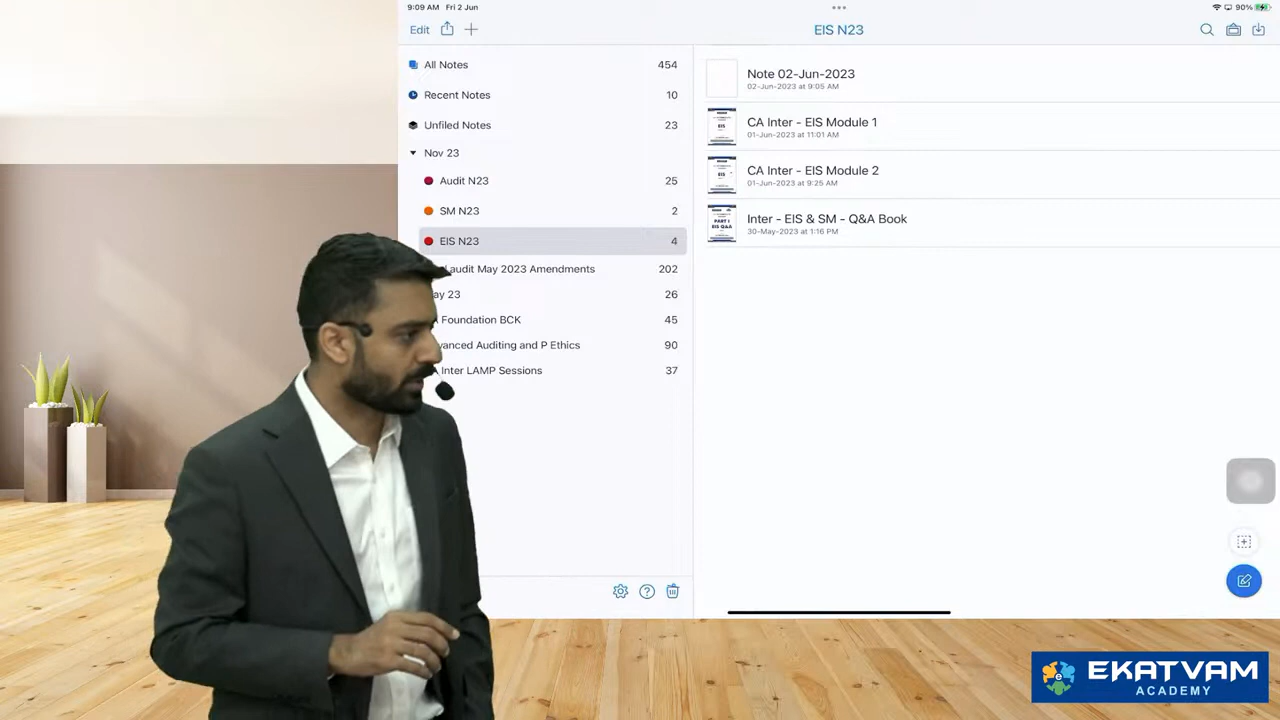 9:09 AM Fri 2 Jun
90%
Edit
EIS N23
All Notes 454
Recent Notes 10
Unfiled Notes 23
Nov 23
Audit N23 25
SM N23 2
EIS N23 4
audit May 2023 Amendments 202
ay 23 26
Foundation BCK 45
vanced Auditing and P Ethics 90
Inter LAMP Sessions 37
Note 02-Jun-2023
02-Jun-2023 at 9:05 AM
CA Inter - EIS Module 1
01-Jun-2023 at 11:01 AM
EIS
CA Inter - EIS Module 2
01-Jun-2023 at 9:25 AM
EIS
Inter - EIS & SM - Q&A Book
30-May-2023 at 1:16 PM
PART I
EIS Q&A
EKATVAM
ACADEMY